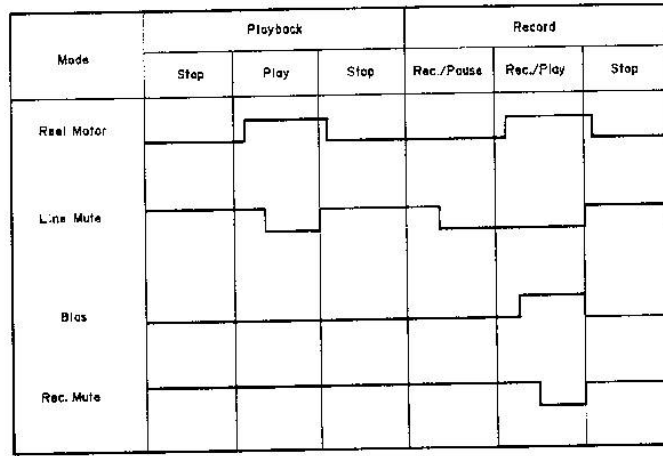 Mode
Playback
Record
Stop
Play
Stop
Rec./Pause
Rec./Play
Stop
Reel Motor
Line Mute
Bias
Rec. Mute